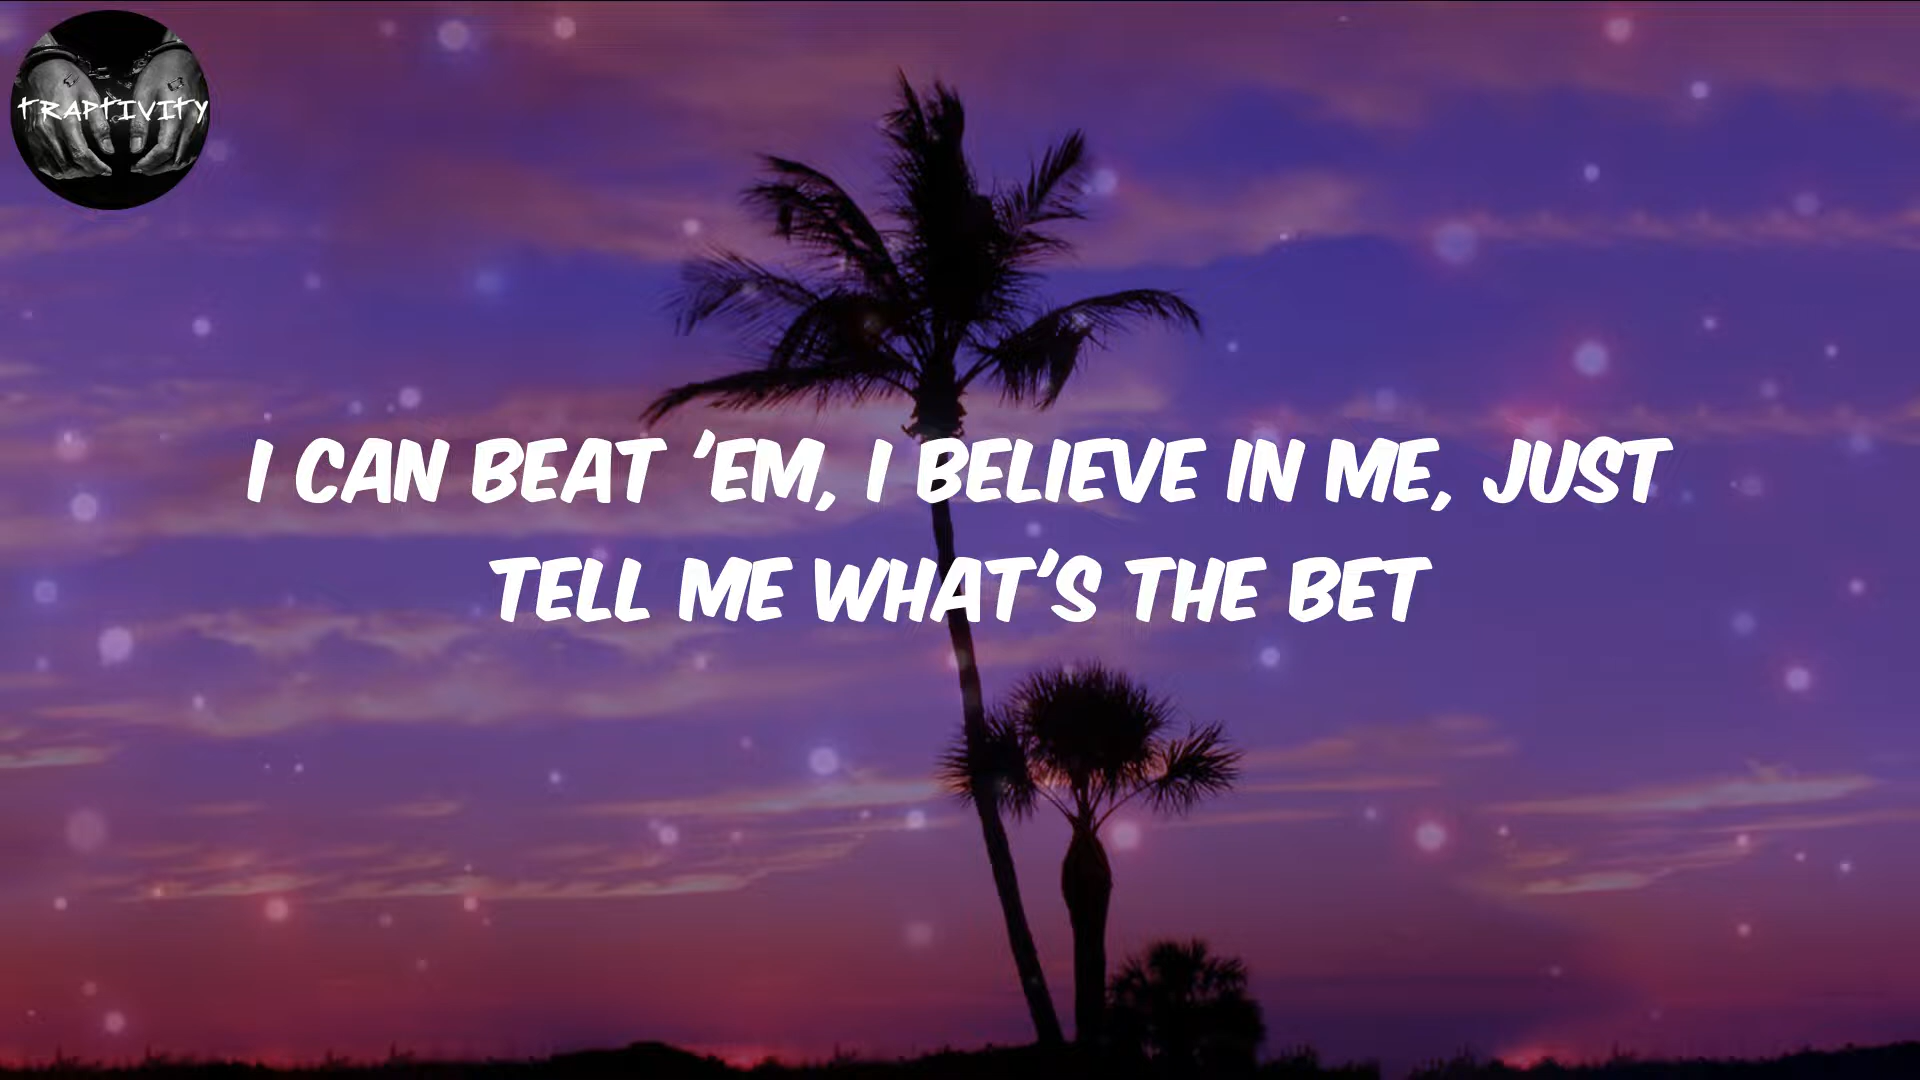 TRAPTIVITY
I CAN BEAT 'EM, I BELIEVE IN ME, JUST
TELL ME WHAT'S THE BET